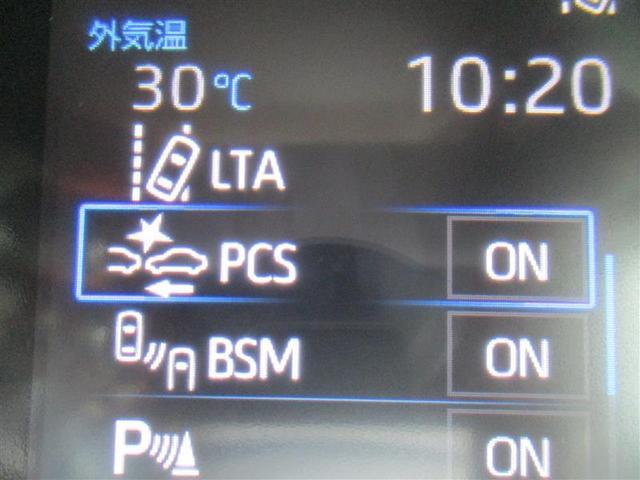 外気温
30℃ 10:20
LTA
PCS ON
BSM ON
P ON